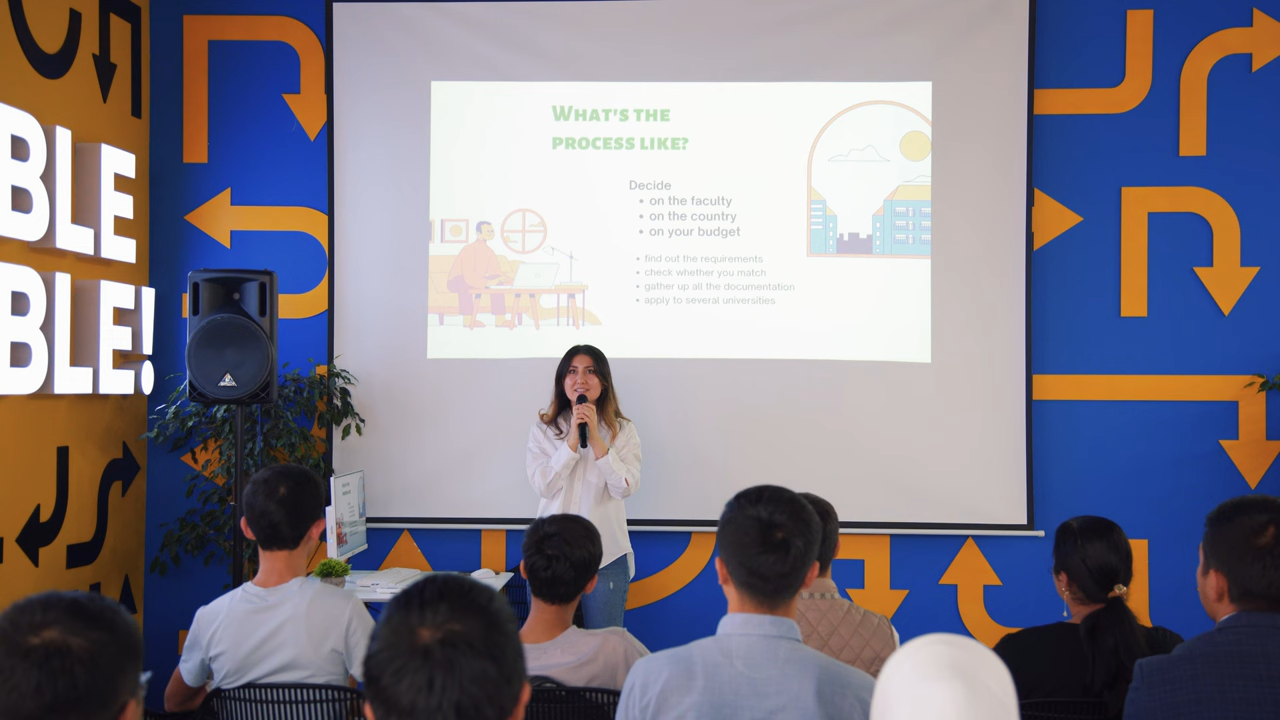 BLE
BLE!
WHAT'S THE
PROCESS LIKE?
Decide
• on the faculty
• on the country
• on your budget
• find out the requirements
• check whether you match
• gather up all the documentation
• apply to several universities